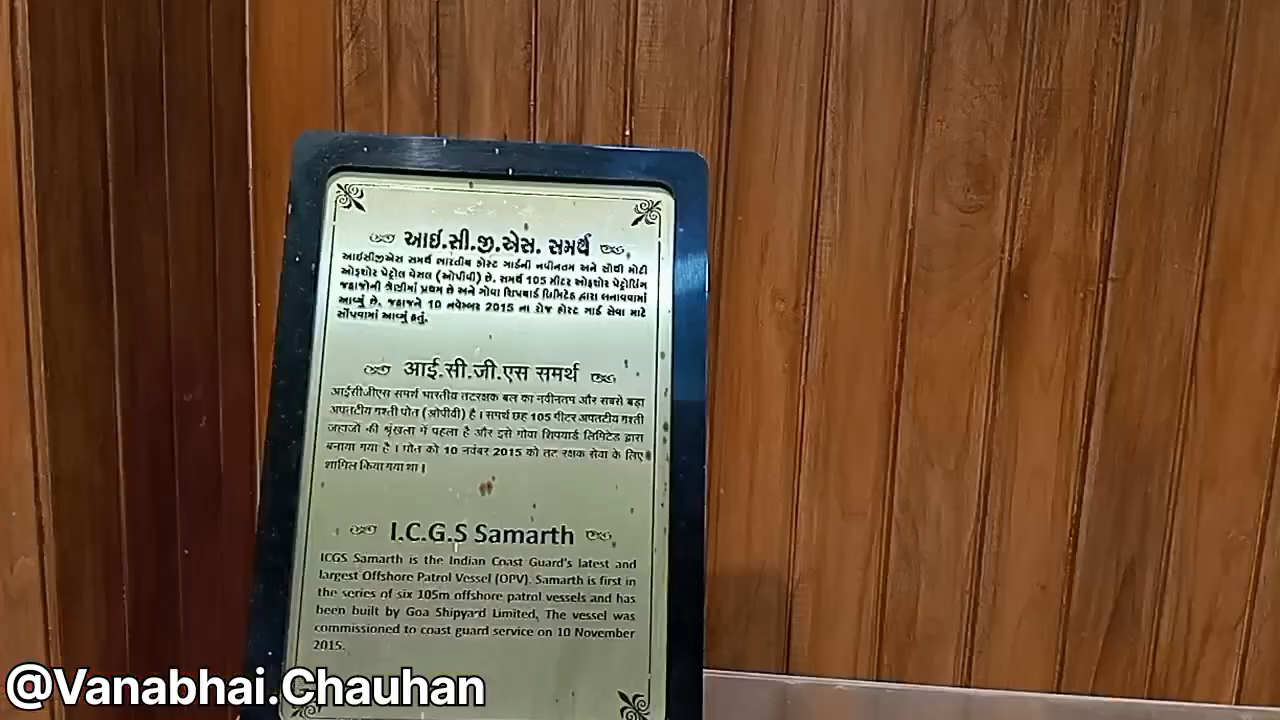 આઈ.સી.જી.એસ. સમર્થ
આઈસીજીએસ સમર્થ ભારતીય કોસ્ટ ગાર્ડની નવીનતમ અને સૌથી મોટી
ઓફશોર પેટ્રોલ વેસલ (ઓપીવી) છે. સમર્થ 105 મીટર ઓફશોર પેટ્રોલિંગ
જહાજોની શ્રેણીમાં પ્રથમ છે અને ગોવા શિપયાર્ડ લિમિટેડ દ્વારા બનાવવામાં
આવ્યું છે. જહાજને 10 નવેમ્બર 2015 ના રોજ કોસ્ટ ગાર્ડ સેવા માટે
સોંપવામાં આવ્યું હતું.
आई.सी.जी.एस समर्थ
आईसीजीएस समर्थ भारतीय तटरक्षक बल का नवीनतम और सबसे बड़ा
अपतटीय गश्ती पोत (ओपीवी) है। समर्थ छह 105 मीटर अपतटीय गश्ती
जहाजों की श्रृंखला में पहला है और इसे गोवा शिपयार्ड लिमिटेड द्वारा
बनाया गया है । पोत को 10 नवंबर 2015 को तट रक्षक सेवा के लिए
शामिल किया गया था ।
I.C.G.S Samarth
ICGS Samarth is the Indian Coast Guard's latest and
largest Offshore Patrol Vessel (OPV). Samarth is first in
the series of six 105m offshore patrol vessels and has
been built by Goa Shipyard Limited, The vessel was
commissioned to coast guard service on 10 November
2015.
@Vanabhai.Chauhan